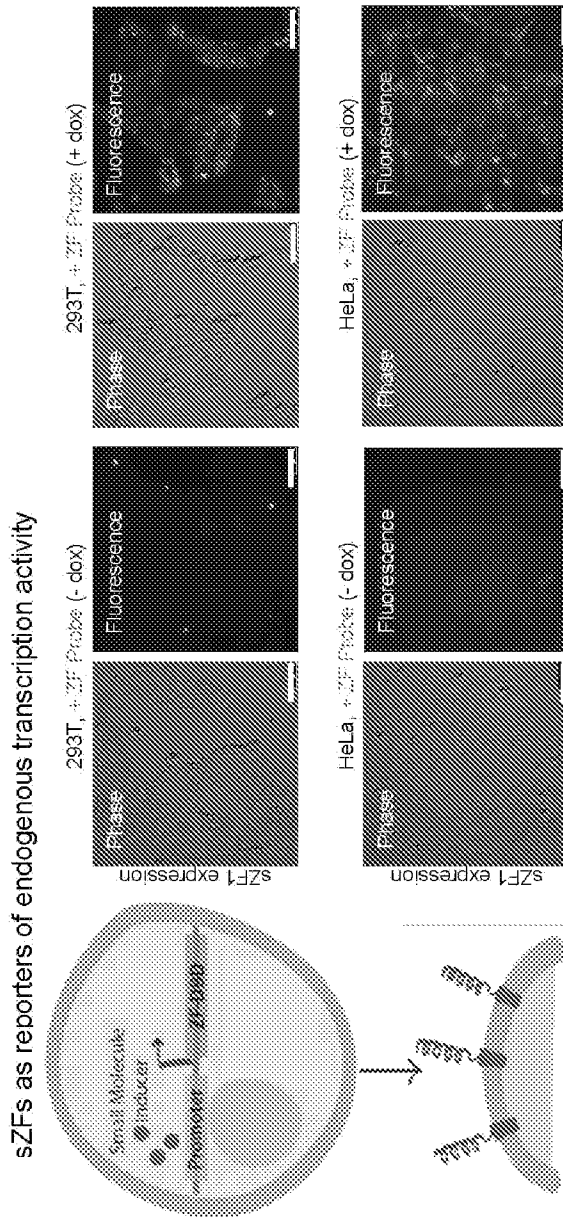 sZFs as reporters of endogenous transcription activity
Small Molecule
Inducer
Promoter
ZF-DBD
sZF1 expression
293T, + ZF Probe (- dox)
Phase
Fluorescence
293T, + ZF Probe (+ dox)
Phase
Fluorescence
sZF1 expression
HeLa, + ZF Probe (- dox)
Phase
Fluorescence
HeLa, + ZF Probe (+ dox)
Phase
Fluorescence